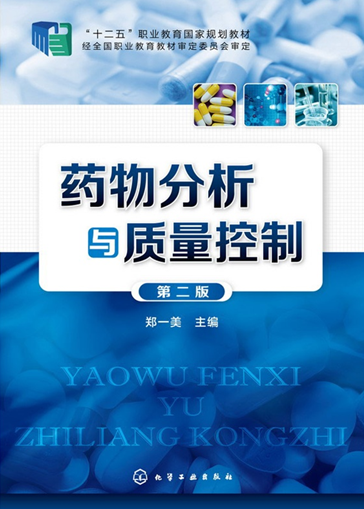 “十二五”职业教育国家规划教材
经全国职业教育教材审定委员会审定
药物分析
与质量控制
第二版
郑一美 主编
YAOWU FENXI
YU
ZHILIANG KONGZHI
化学工业出版社